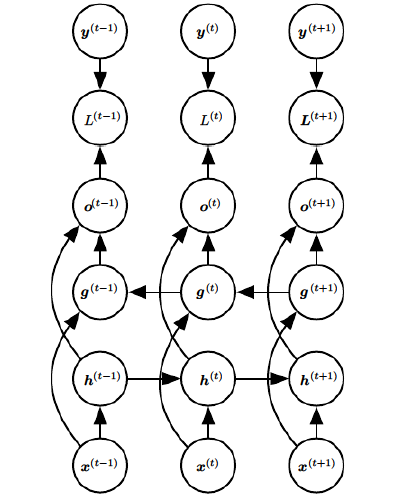 y^(t−1) y^(t) y^(t+1)
L^(t−1) L^(t) L^(t+1)
o^(t−1) o^(t) o^(t+1)
g^(t−1) g^(t) g^(t+1)
h^(t−1) h^(t) h^(t+1)
x^(t−1) x^(t) x^(t+1)